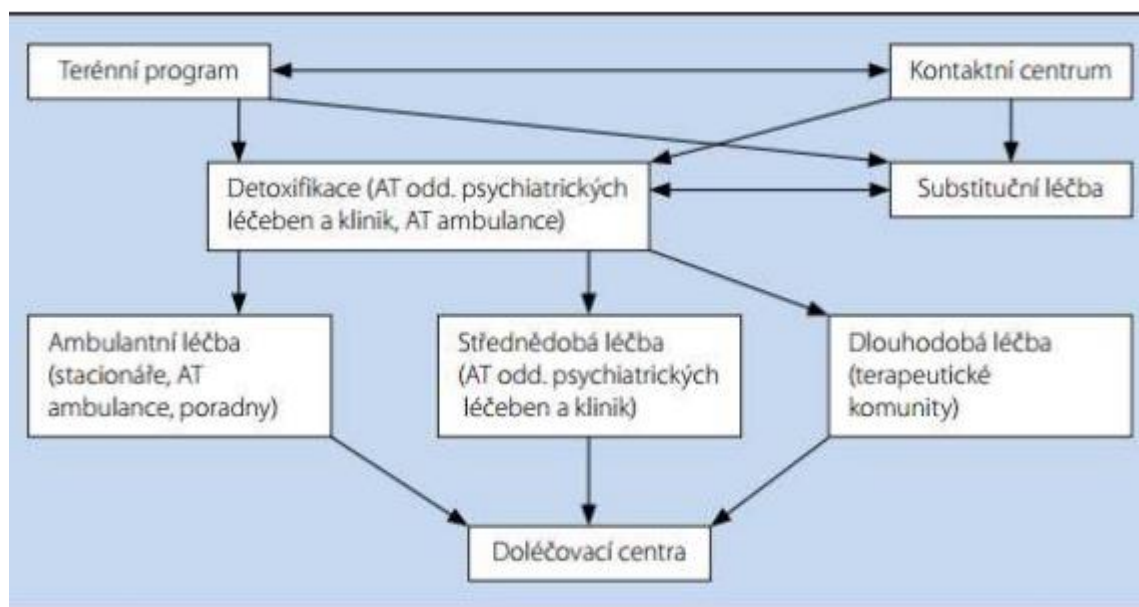 Terénní program
Kontaktní centrum
Detoxifikace (AT odd. psychiatrických
léčeben a klinik, AT ambulance)
Substituční léčba
Ambulantní léčba
(stacionáře, AT
ambulance, poradny)
Střednědobá léčba
(AT odd. psychiatrických
léčeben a klinik)
Dlouhodobá léčba
(terapeutické
komunity)
Doléčovací centra